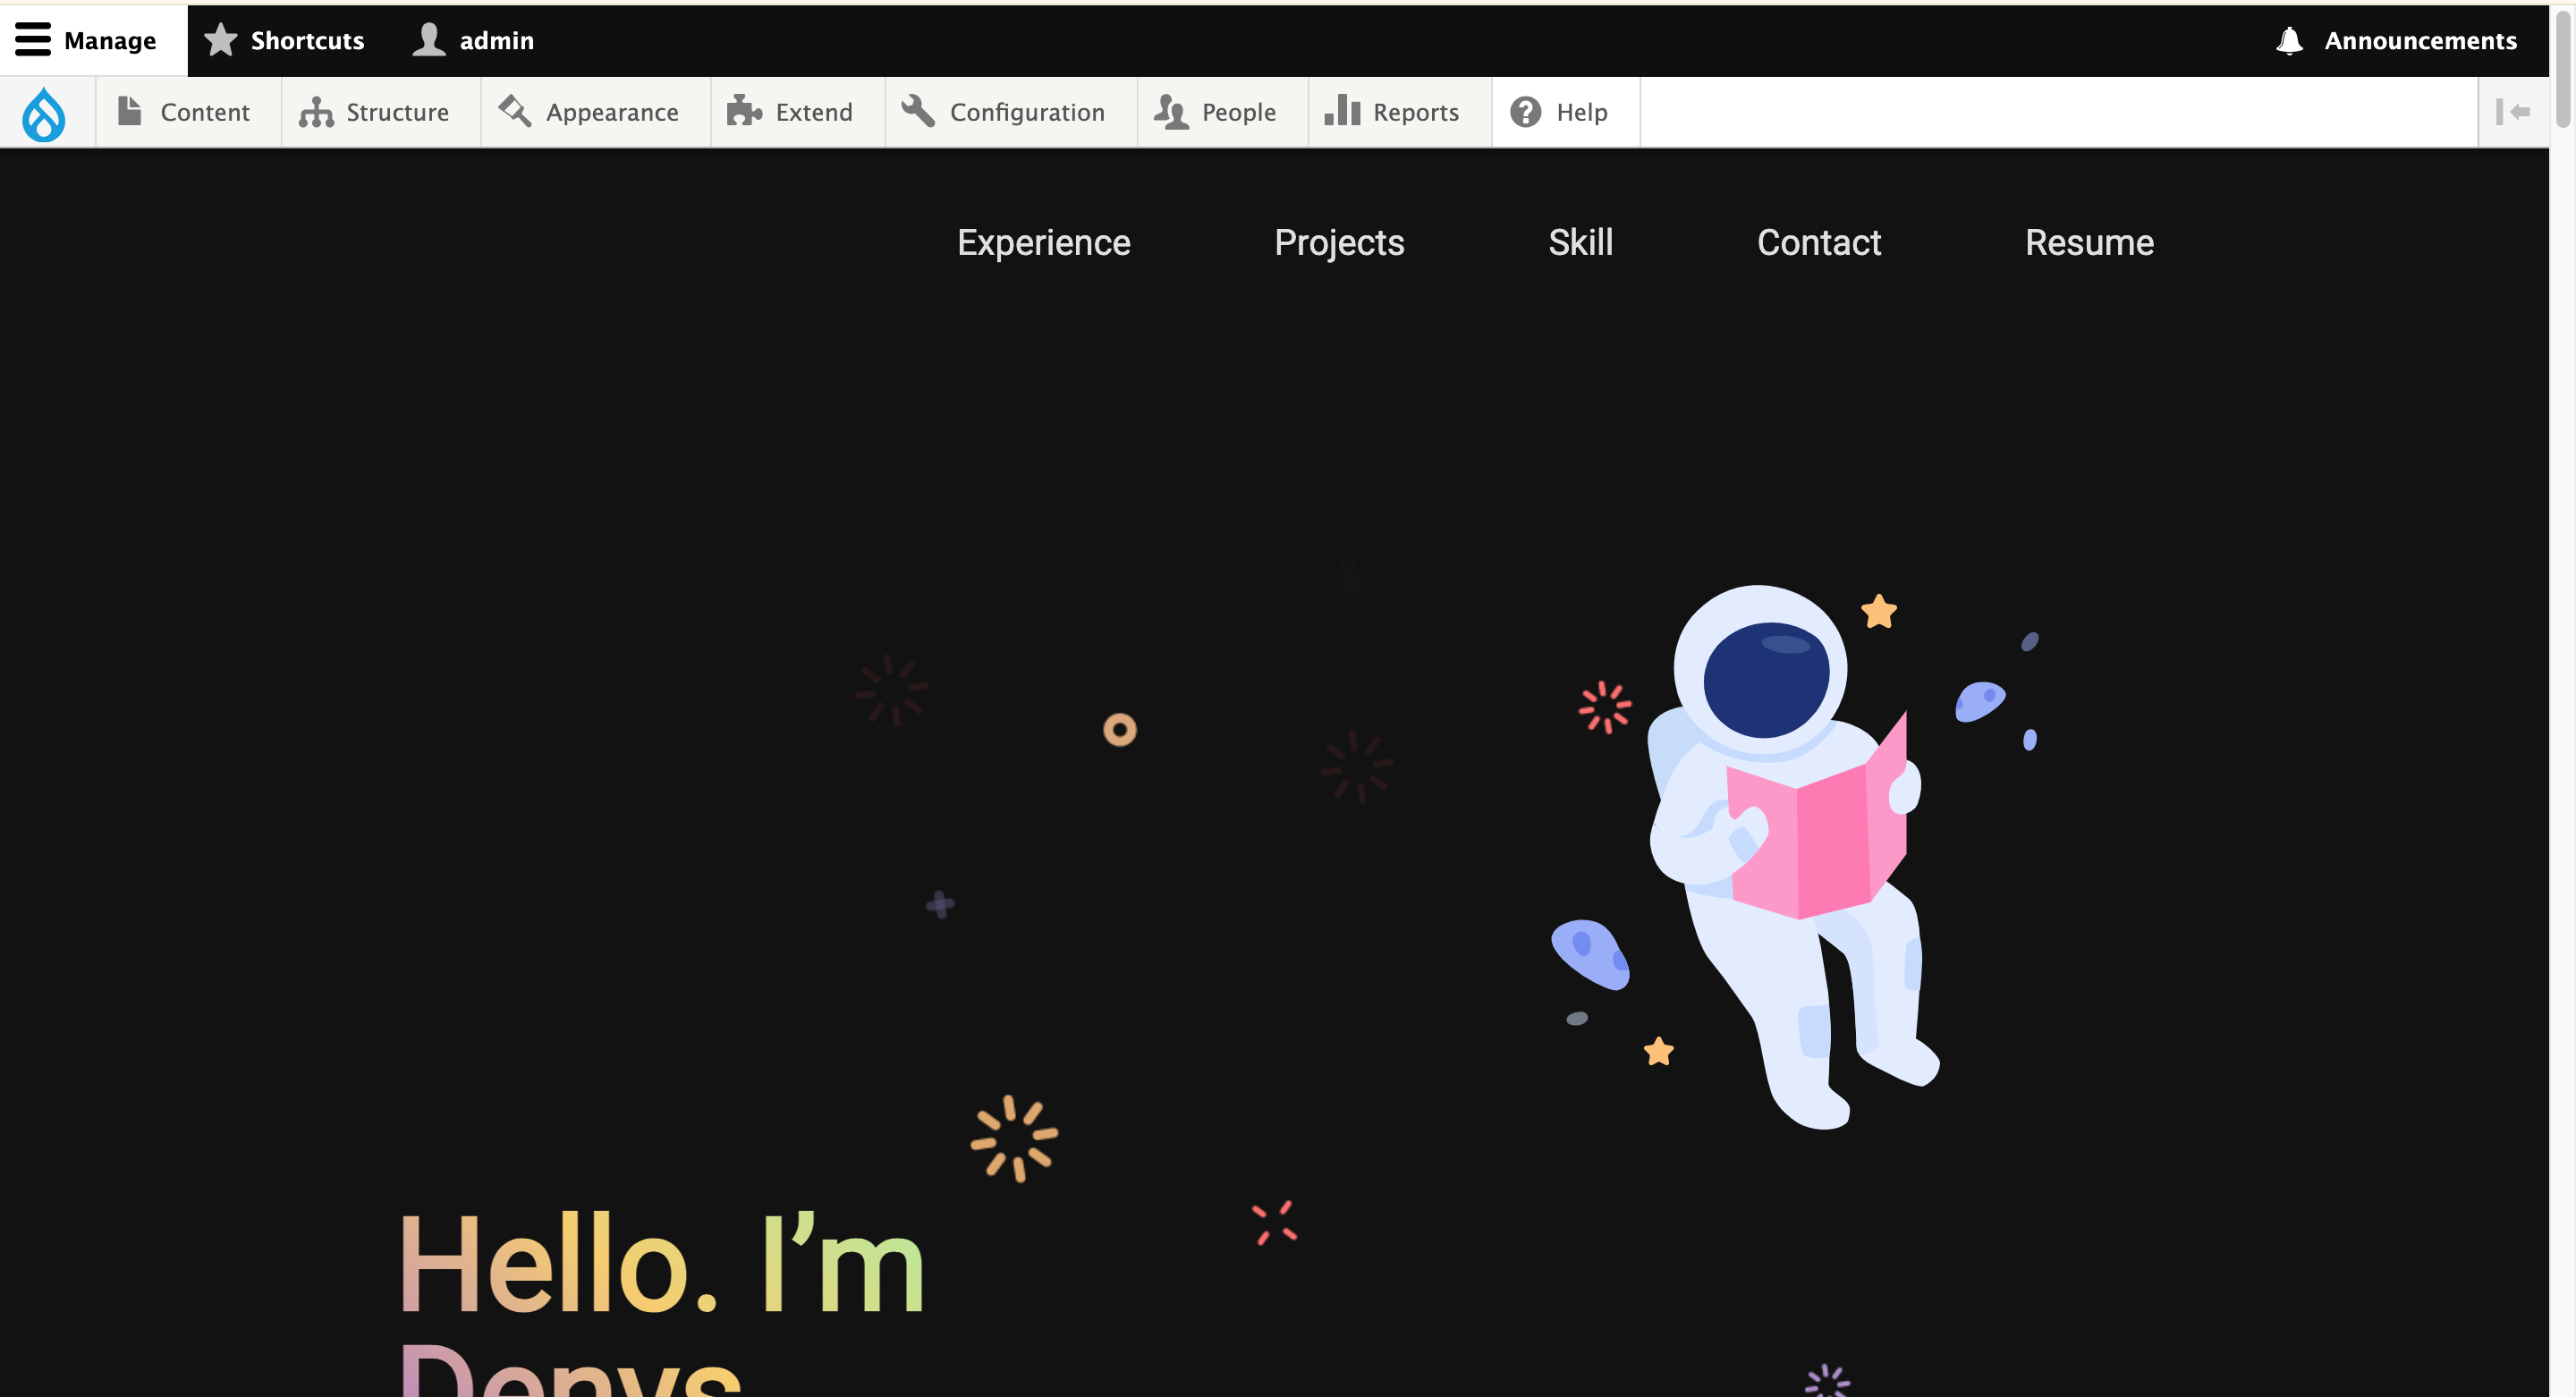 Manage Shortcuts admin Announcements
Content Structure Appearance Extend Configuration People Reports Help
Experience Projects Skill Contact Resume
Hello. I’m
Denys